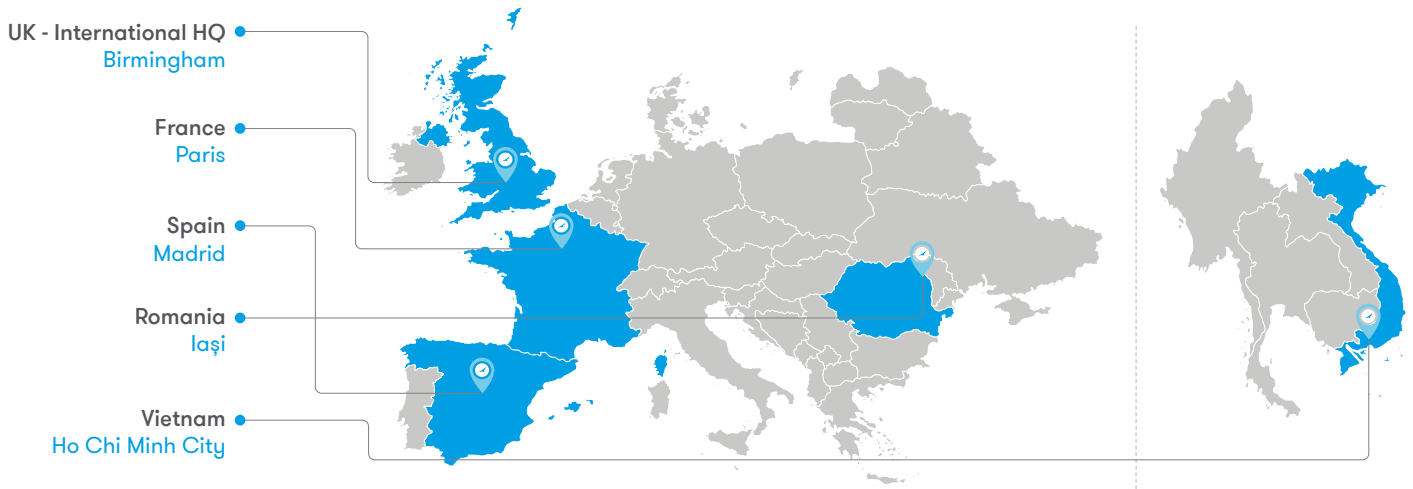 UK - International HQ
Birmingham
France
Paris
Spain
Madrid
Romania
Iași
Vietnam
Ho Chi Minh City